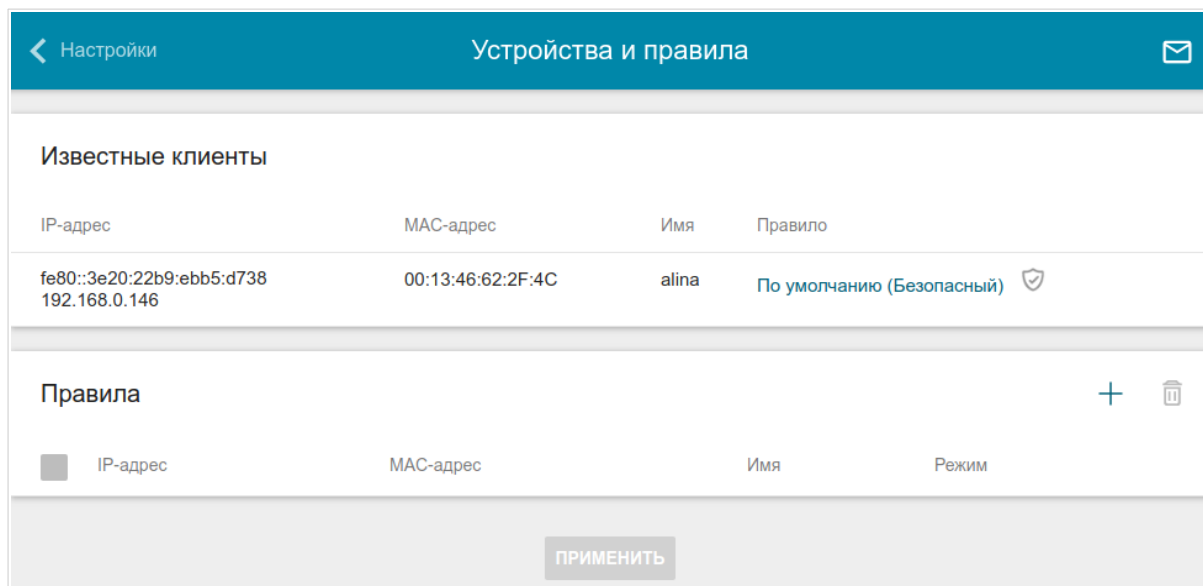 Настройки
Устройства и правила
Известные клиенты
IP-адрес MAC-адрес Имя Правило
fe80::3e20:22b9:ebb5:d738 00:13:46:62:2F:4C alina По умолчанию (Безопасный)
192.168.0.146
Правила
IP-адрес MAC-адрес Имя Режим
ПРИМЕНИТЬ